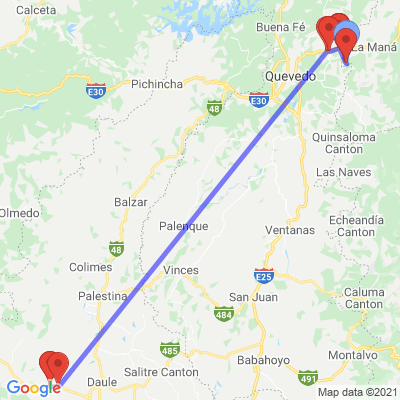 Calceta
Buena Fé
La Maná
Quevedo
Pichincha
E30
48
E30
Quinsaloma
Canton
Las Naves
Balzar
Olmedo
Echeandía
Canton
Palenque
Ventanas
48
Colimes
Vinces
E25
Palestina
San Juan
Caluma
Canton
484
485
Babahoyo
Montalvo
Salitre Canton
491
Daule
Google
Map data ©2021